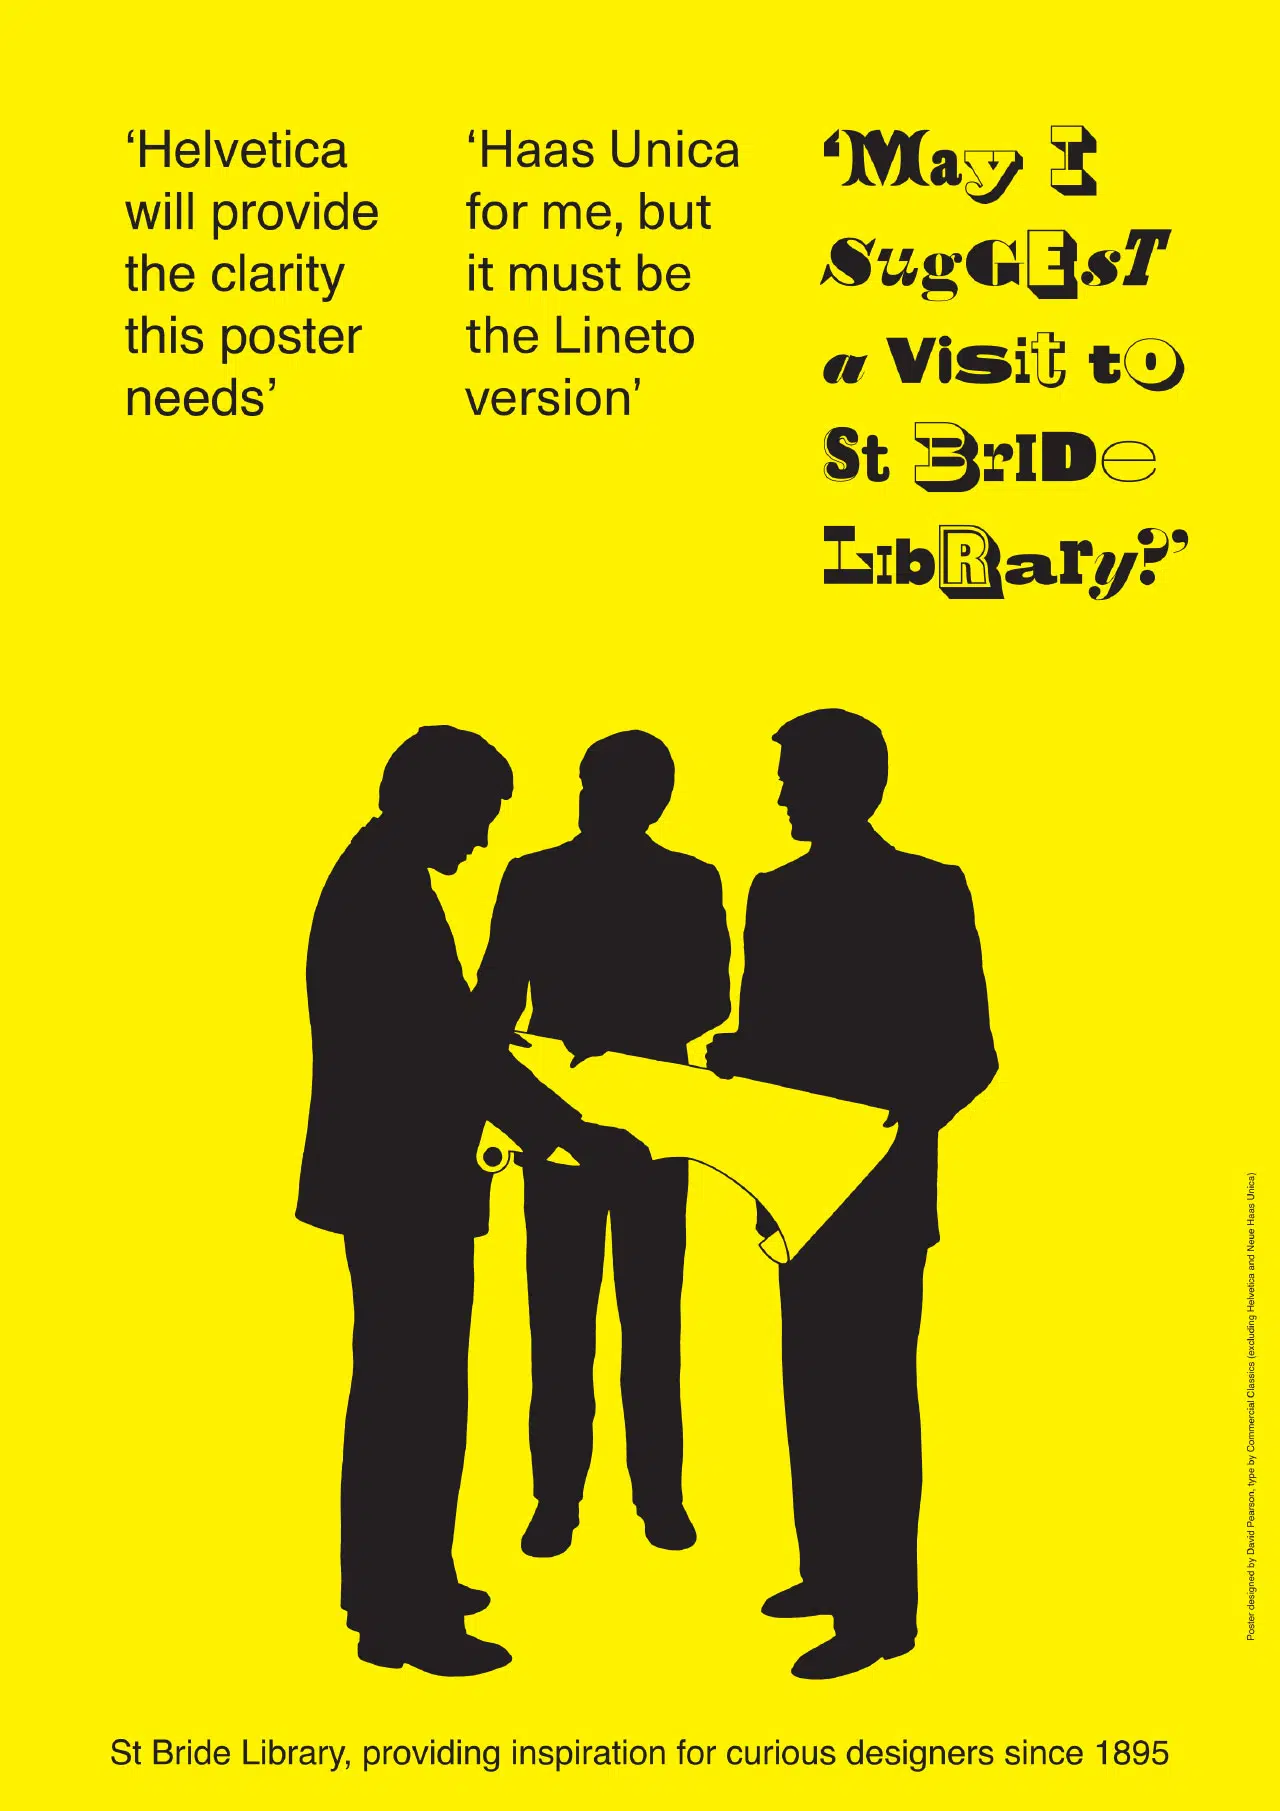 ‘Helvetica
will provide
the clarity
this poster
needs’
‘Haas Unica
for me, but
it must be
the Lineto
version’
‘May I
SugGEsT
a Visit to
St BrIDe
LIbRary?’
Poster designed by David Pearson, type by Commercial Classics (excluding Helvetica and Neue Haas Unica)
St Bride Library, providing inspiration for curious designers since 1895